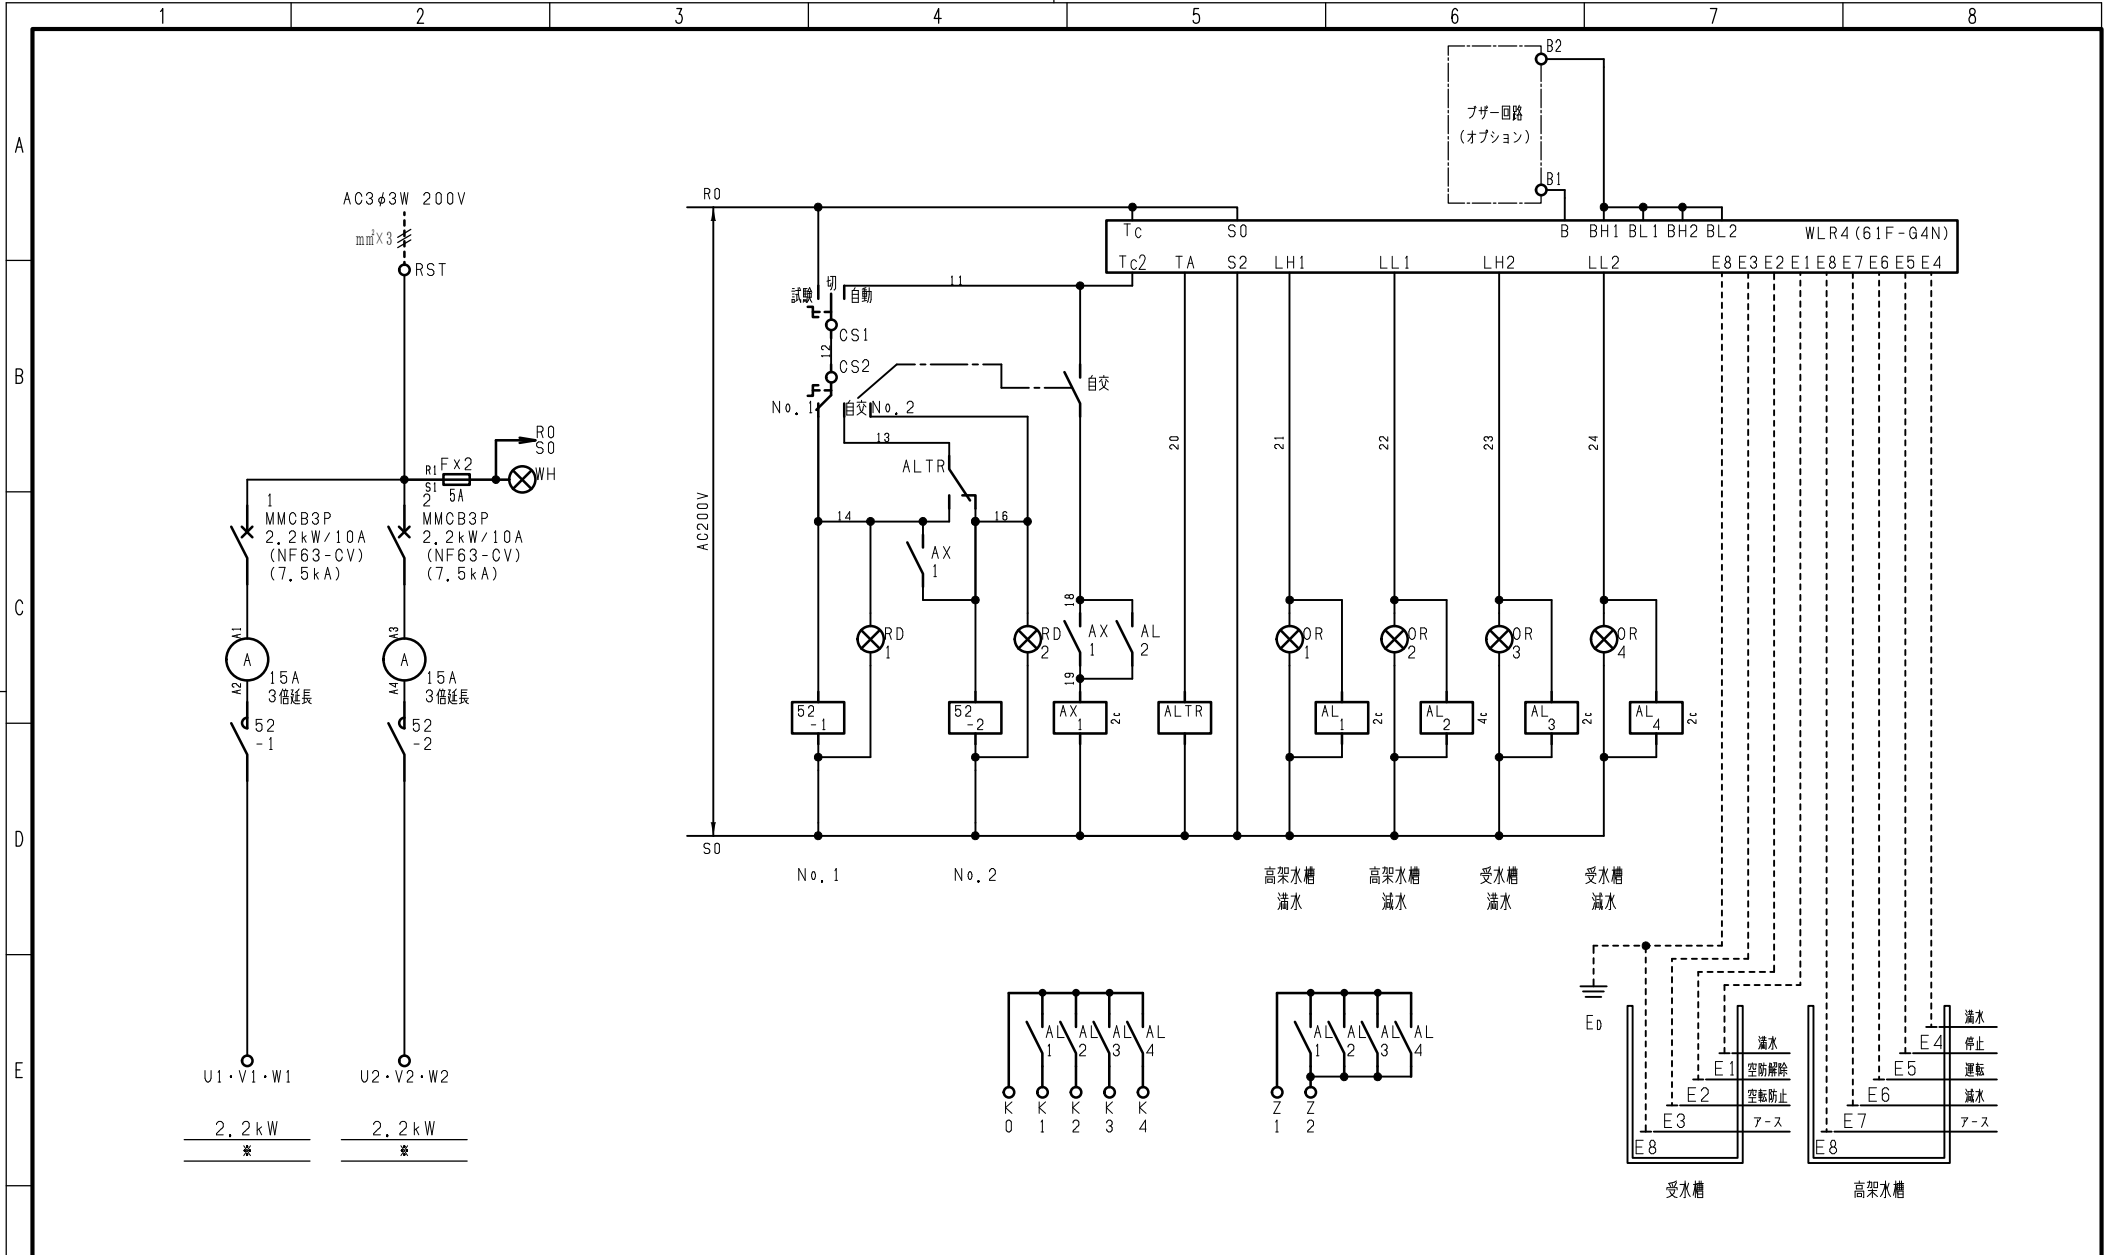 1 2 3 4 5 6 7 8
A
B
C
D
E
AC3φ3W 200V
mm²×3
RST
R0
S0
R1
S1
F×2
5A
WH
1
MMCB3P
2.2kW/10A
(NF63-CV)
(7.5kA)
2
MMCB3P
2.2kW/10A
(NF63-CV)
(7.5kA)
A1
A
A2
15A
3倍延長
A3
A
A4
15A
3倍延長
52
-1
52
-2
U1・V1・W1
U2・V2・W2
2.2kW
※
2.2kW
※
B2
ブザー回路
(オプション)
B1
R0
AC200V
S0
Tc S0 B BH1 BL1 BH2 BL2 WLR4(61F-G4N)
Tc2 TA S2 LH1 LL1 LH2 LL2 E8 E3 E2 E1 E8 E7 E6 E5 E4
試験 切 自動
11
CS1
12
CS2
No.1 自交 No.2
自交
13
ALTR
14
16
AX
1
20
21
22
23
24
RD
1
RD
2
18
AX
1
AL
2
19
OR
1
OR
2
OR
3
OR
4
52
-1
52
-2
AX
1
2c
ALTR
AL
1
2c
AL
2
4c
AL
3
2c
AL
4
2c
No.1
No.2
高架水槽
満水
高架水槽
減水
受水槽
満水
受水槽
減水
AL
1
AL
2
AL
3
AL
4
K
0
K
1
K
2
K
3
K
4
AL
1
AL
2
AL
3
AL
4
Z
1
Z
2
ED
満水
E1 空防解除
E2 空転防止
E3 アース
E8
受水槽
満水
E4 停止
E5 運転
E6 減水
E7 アース
E8
高架水槽